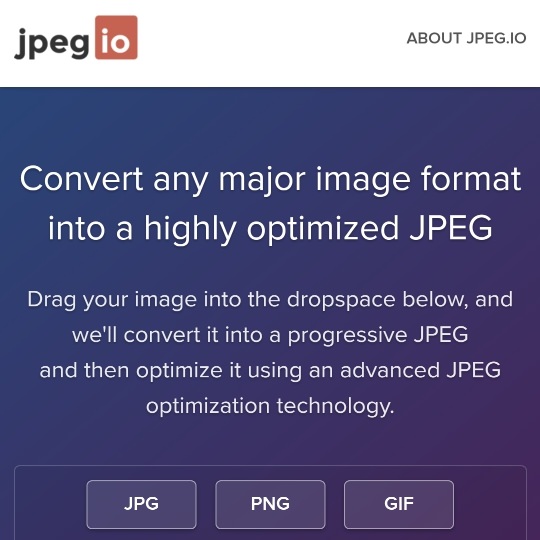 jpeg io
ABOUT JPEG.IO
Convert any major image format
into a highly optimized JPEG
Drag your image into the dropspace below, and
we'll convert it into a progressive JPEG
and then optimize it using an advanced JPEG
optimization technology.
JPG
PNG
GIF